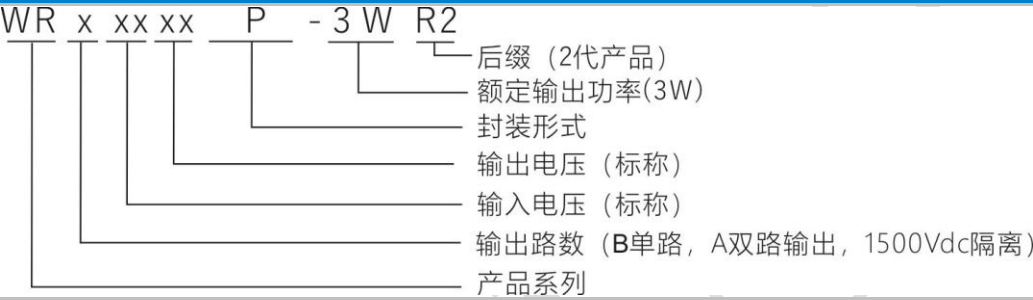 WR x xx xx P - 3 W R2
后缀（2代产品）
额定输出功率(3W)
封装形式
输出电压（标称）
输入电压（标称）
输出路数（B单路，A双路输出，1500Vdc隔离）
产品系列